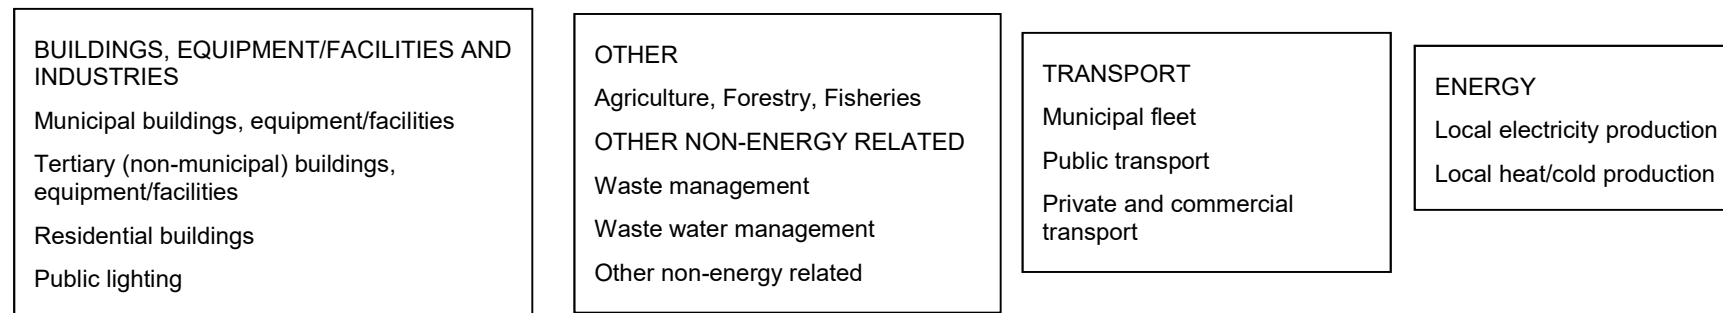 BUILDINGS, EQUIPMENT/FACILITIES AND
INDUSTRIES
Municipal buildings, equipment/facilities
Tertiary (non-municipal) buildings,
equipment/facilities
Residential buildings
Public lighting
OTHER
Agriculture, Forestry, Fisheries
OTHER NON-ENERGY RELATED
Waste management
Waste water management
Other non-energy related
TRANSPORT
Municipal fleet
Public transport
Private and commercial
transport
ENERGY
Local electricity production
Local heat/cold production